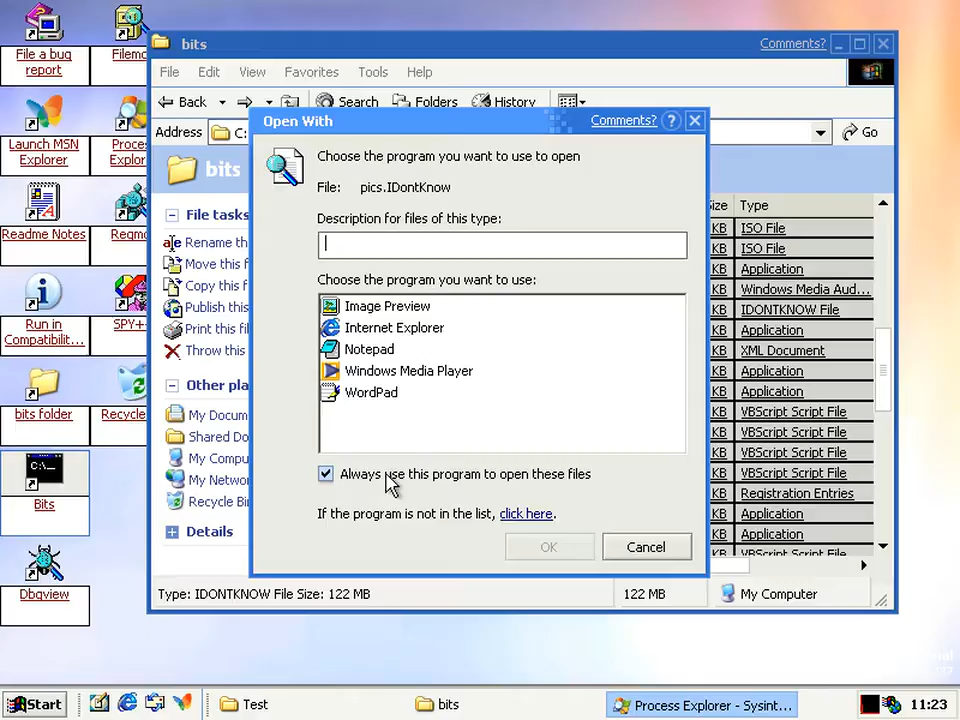 File a bug
report
Filemo
Launch MSN
Explorer
Proce
Explor
Readme Notes
Regmo
Run in
Compatibilit...
SPY++
bits folder
Recycle
Bits
Dbgview
bits
Comments?
File Edit View Favorites Tools Help
Back Search Folders History
Address C: Go
bits
File tasks
Rename th
Move this f
Copy this f
Publish this
Print this fil
Throw this
Other pla
My Docum
Shared Do
My Compu
My Networ
Recycle Bin
Details
Size Type
KB ISO File
KB ISO File
KB Application
KB Windows Media Aud...
KB IDONTKNOW File
KB Application
KB XML Document
KB Application
KB Application
KB VBScript Script File
KB VBScript Script File
KB VBScript Script File
KB VBScript Script File
KB Registration Entries
KB Application
KB Application
KB VBScript Script File
Open With
Comments?
Choose the program you want to use to open
File: pics.IDontKnow
Description for files of this type:
Choose the program you want to use:
Image Preview
Internet Explorer
Notepad
Windows Media Player
WordPad
Always use this program to open these files
If the program is not in the list, click here.
OK Cancel
Type: IDONTKNOW File Size: 122 MB
122 MB
My Computer
Start
Test
bits
Process Explorer - Sysint...
11:23